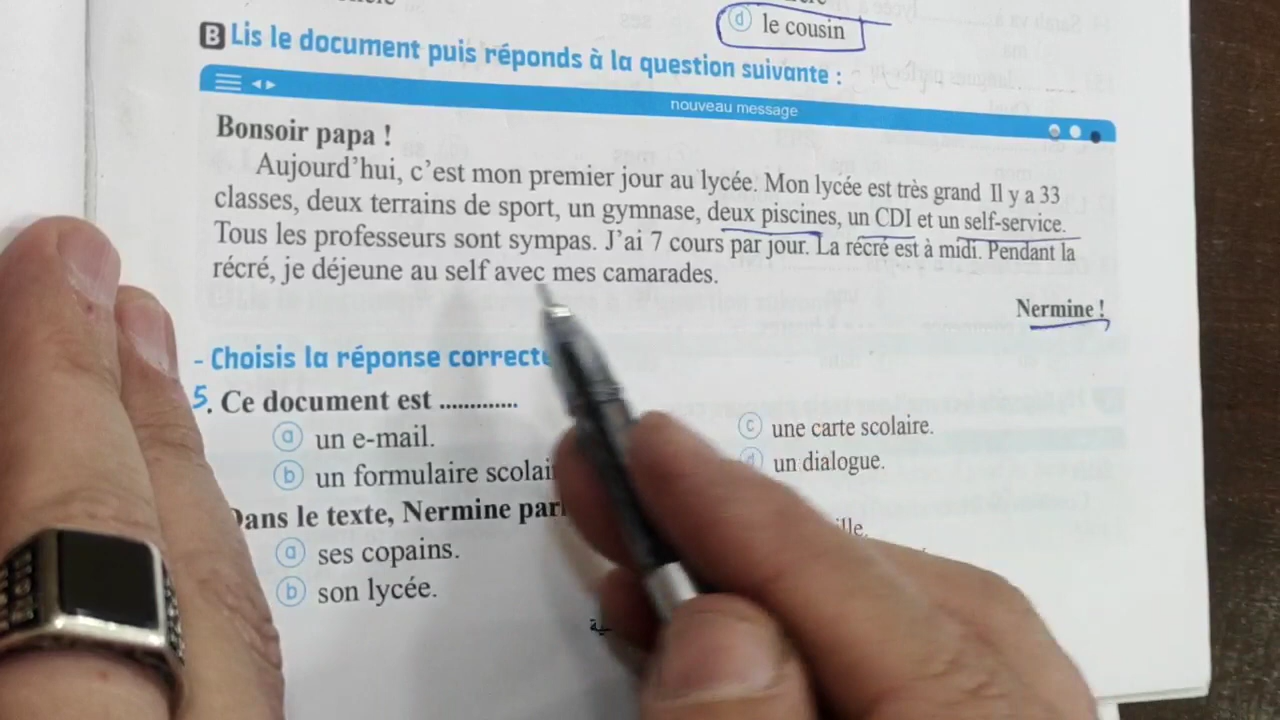 d le cousin
B Lis le document puis réponds à la question suivante :
nouveau message
Bonsoir papa !
Aujourd'hui, c'est mon premier jour au lycée. Mon lycée est très grand Il y a 33
classes, deux terrains de sport, un gymnase, deux piscines, un CDI et un self-service.
Tous les professeurs sont sympas. J'ai 7 cours par jour. La récré est à midi. Pendant la
récré, je déjeune au self avec mes camarades.
Nermine !
- Choisis la réponse correcte
5. Ce document est .............
a un e-mail.
b un formulaire scolai
c une carte scolaire.
d un dialogue.
Dans le texte, Nermine parl
a ses copains.
b son lycée.
ille.